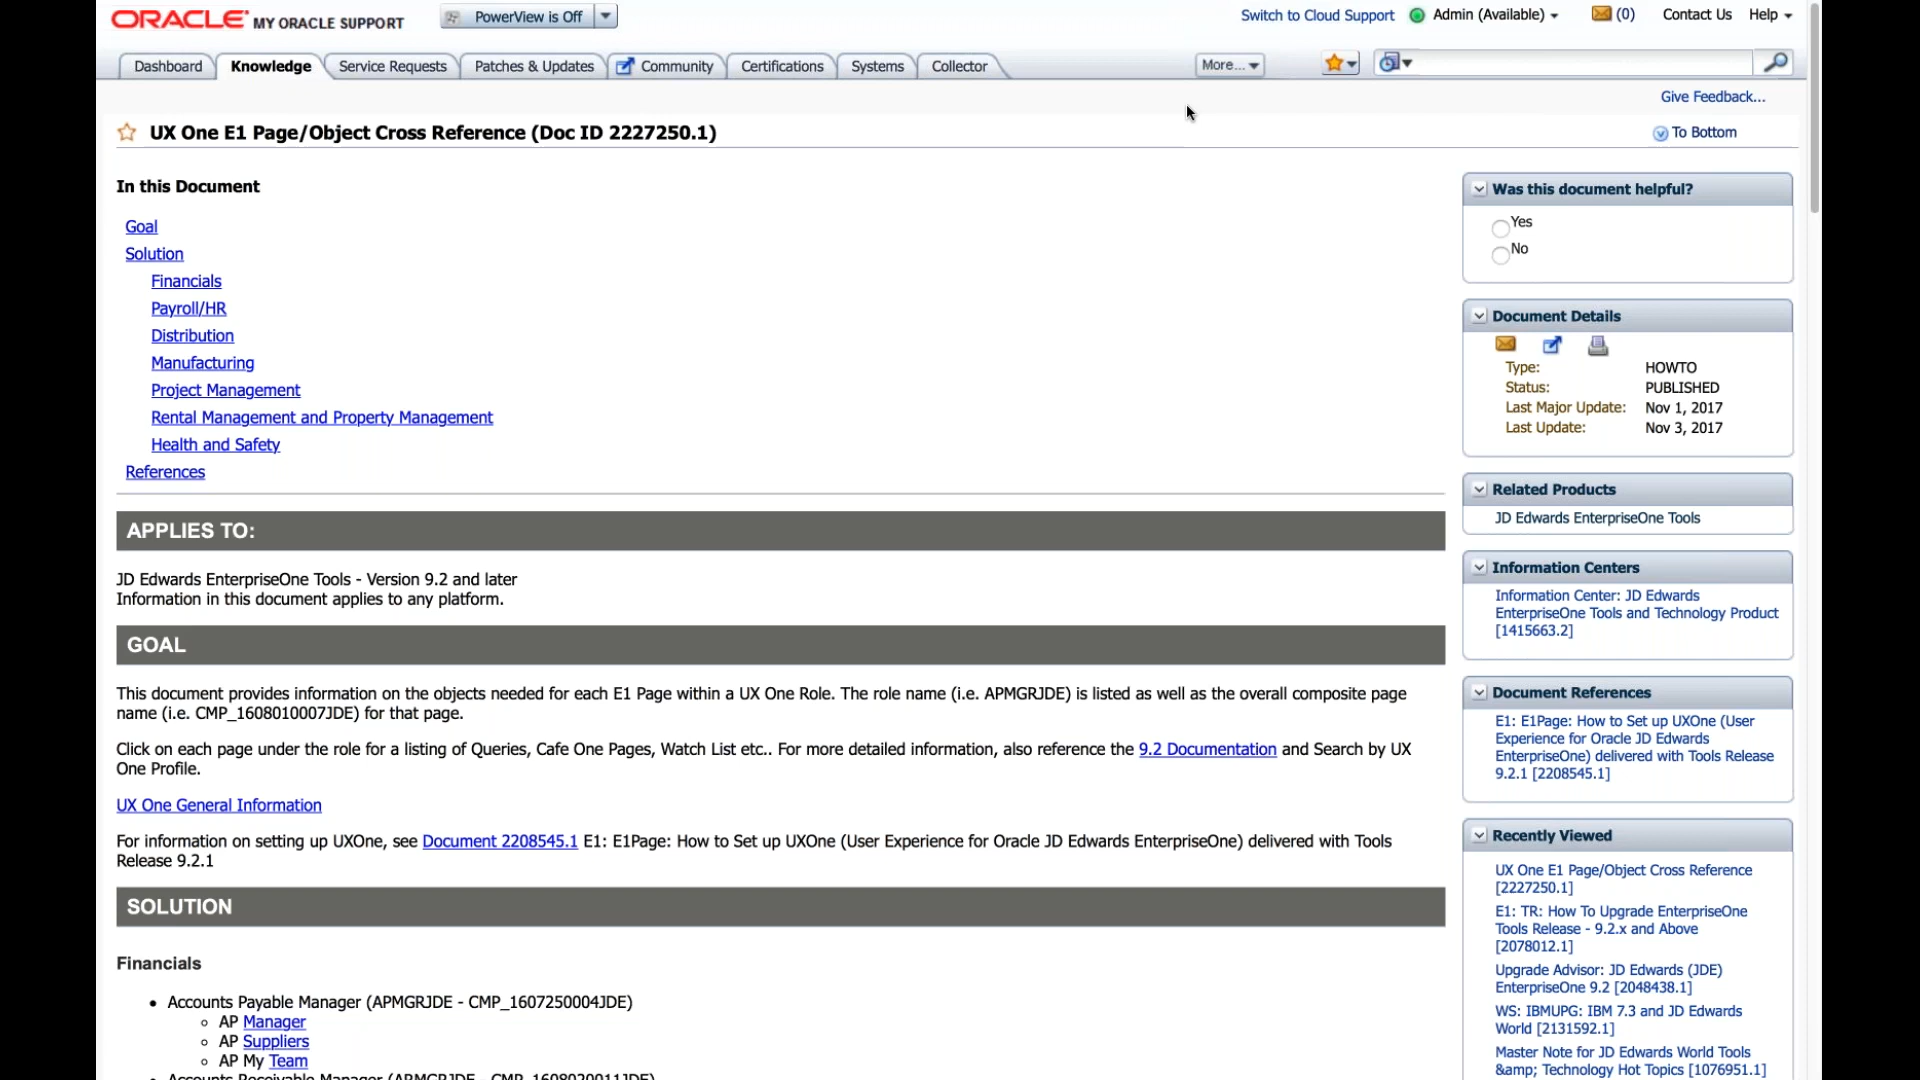 ORACLE MY ORACLE SUPPORT
PowerView is Off
Switch to Cloud Support
Admin (Available)
(0)
Contact Us
Help
Dashboard
Knowledge
Service Requests
Patches & Updates
Community
Certifications
Systems
Collector
More...
Give Feedback...
UX One E1 Page/Object Cross Reference (Doc ID 2227250.1)
To Bottom
In this Document
Goal
Solution
Financials
Payroll/HR
Distribution
Manufacturing
Project Management
Rental Management and Property Management
Health and Safety
References
APPLIES TO:
JD Edwards EnterpriseOne Tools - Version 9.2 and later
Information in this document applies to any platform.
GOAL
This document provides information on the objects needed for each E1 Page within a UX One Role. The role name (i.e. APMGRJDE) is listed as well as the overall composite page
name (i.e. CMP_1608010007JDE) for that page.
Click on each page under the role for a listing of Queries, Cafe One Pages, Watch List etc.. For more detailed information, also reference the 9.2 Documentation and Search by UX
One Profile.
UX One General Information
For information on setting up UXOne, see Document 2208545.1 E1: E1Page: How to Set up UXOne (User Experience for Oracle JD Edwards EnterpriseOne) delivered with Tools
Release 9.2.1
SOLUTION
Financials
• Accounts Payable Manager (APMGRJDE - CMP_1607250004JDE)
◦ AP Manager
◦ AP Suppliers
◦ AP My Team
• Accounts Receivable Manager (ARMGRJDE - CMP_1608020011JDE)
Was this document helpful?
Yes
No
Document Details
Type: HOWTO
Status: PUBLISHED
Last Major Update: Nov 1, 2017
Last Update: Nov 3, 2017
Related Products
JD Edwards EnterpriseOne Tools
Information Centers
Information Center: JD Edwards
EnterpriseOne Tools and Technology Product
[1415663.2]
Document References
E1: E1Page: How to Set up UXOne (User
Experience for Oracle JD Edwards
EnterpriseOne) delivered with Tools Release
9.2.1 [2208545.1]
Recently Viewed
UX One E1 Page/Object Cross Reference
[2227250.1]
E1: TR: How To Upgrade EnterpriseOne
Tools Release - 9.2.x and Above
[2078012.1]
Upgrade Advisor: JD Edwards (JDE)
EnterpriseOne 9.2 [2048438.1]
WS: IBMUPG: IBM 7.3 and JD Edwards
World [2131592.1]
Master Note for JD Edwards World Tools
&amp; Technology Hot Topics [1076951.1]